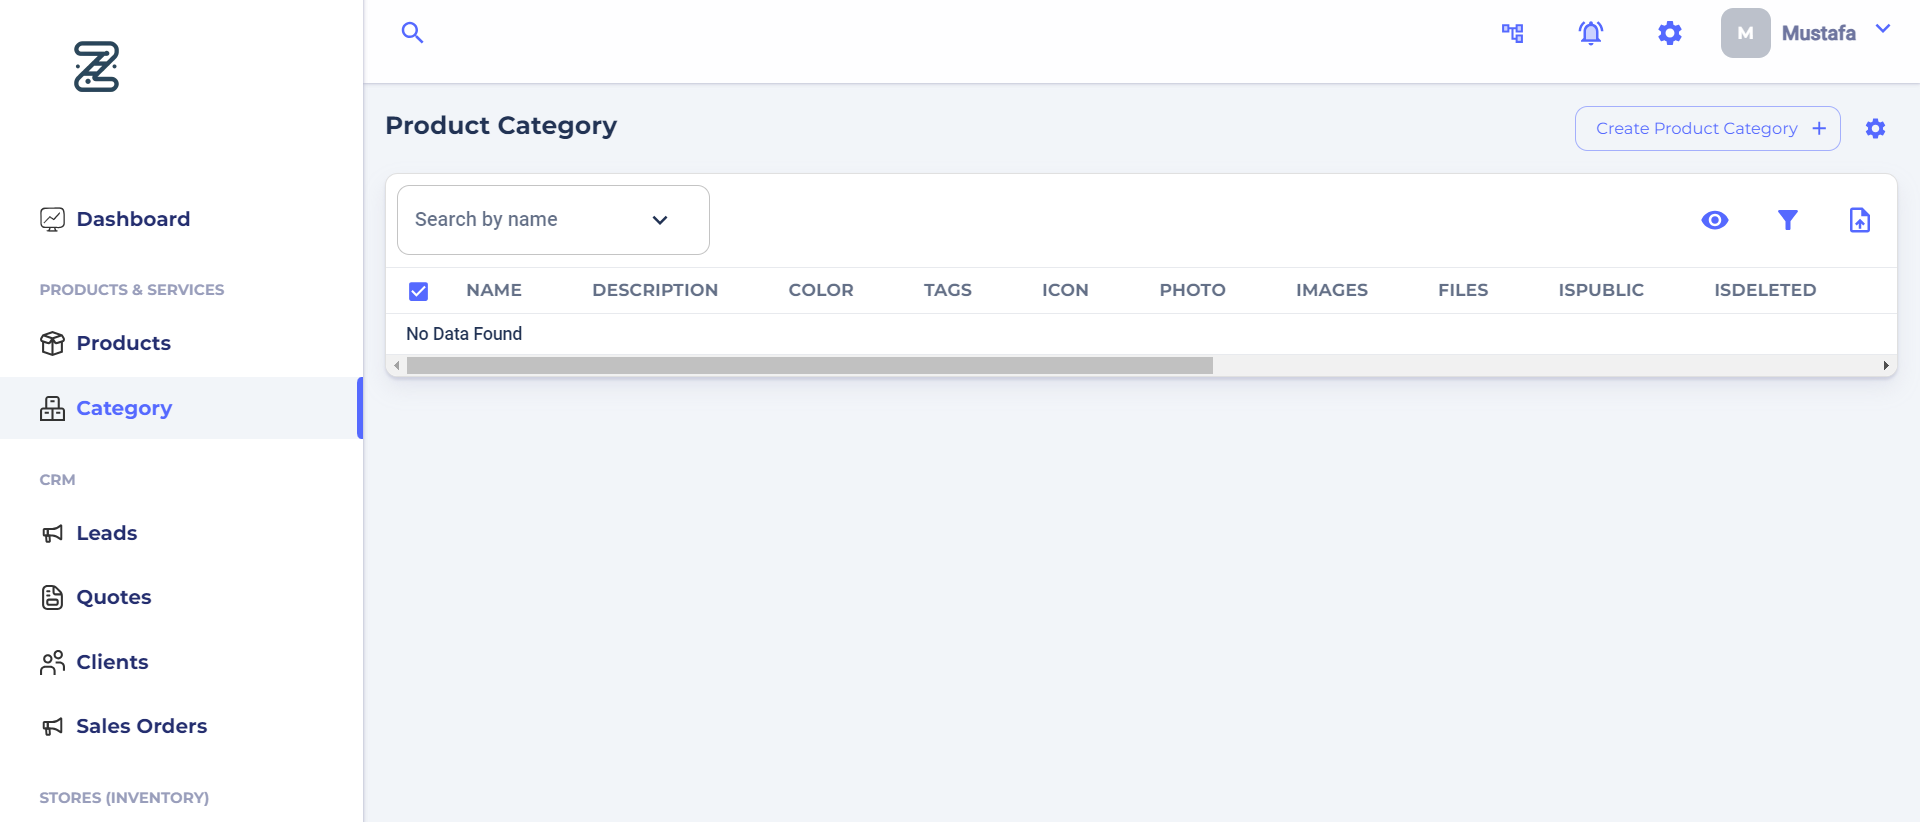 M Mustafa
Product Category
Create Product Category +
Dashboard
PRODUCTS & SERVICES
Products
Category
CRM
Leads
Quotes
Clients
Sales Orders
STORES (INVENTORY)
Search by name
NAME DESCRIPTION COLOR TAGS ICON PHOTO IMAGES FILES ISPUBLIC ISDELETED
No Data Found